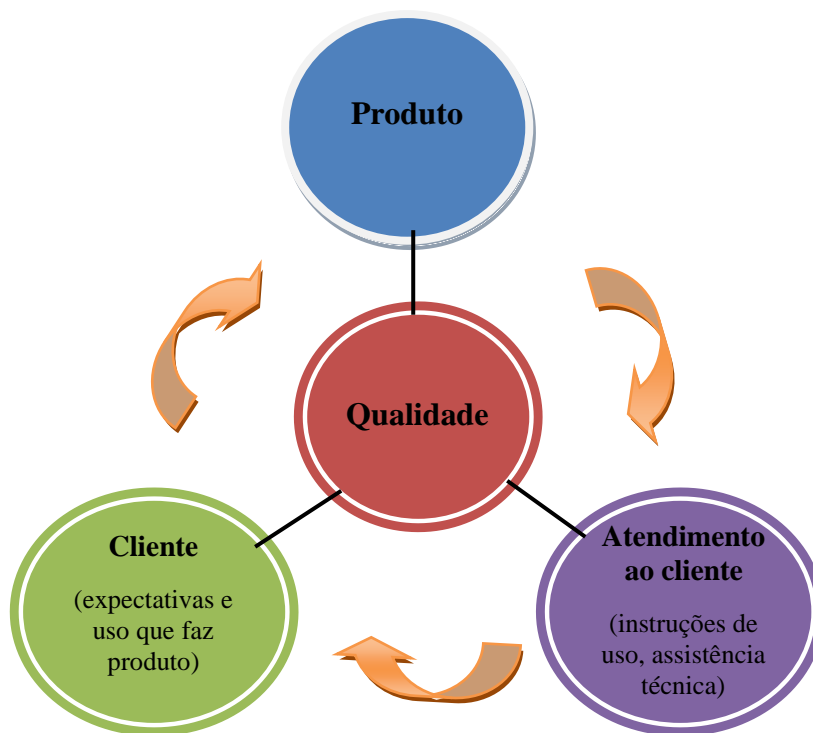 Produto
Qualidade
Cliente
(expectativas e
uso que faz
produto)
Atendimento
ao cliente
(instruções de
uso, assistência
técnica)